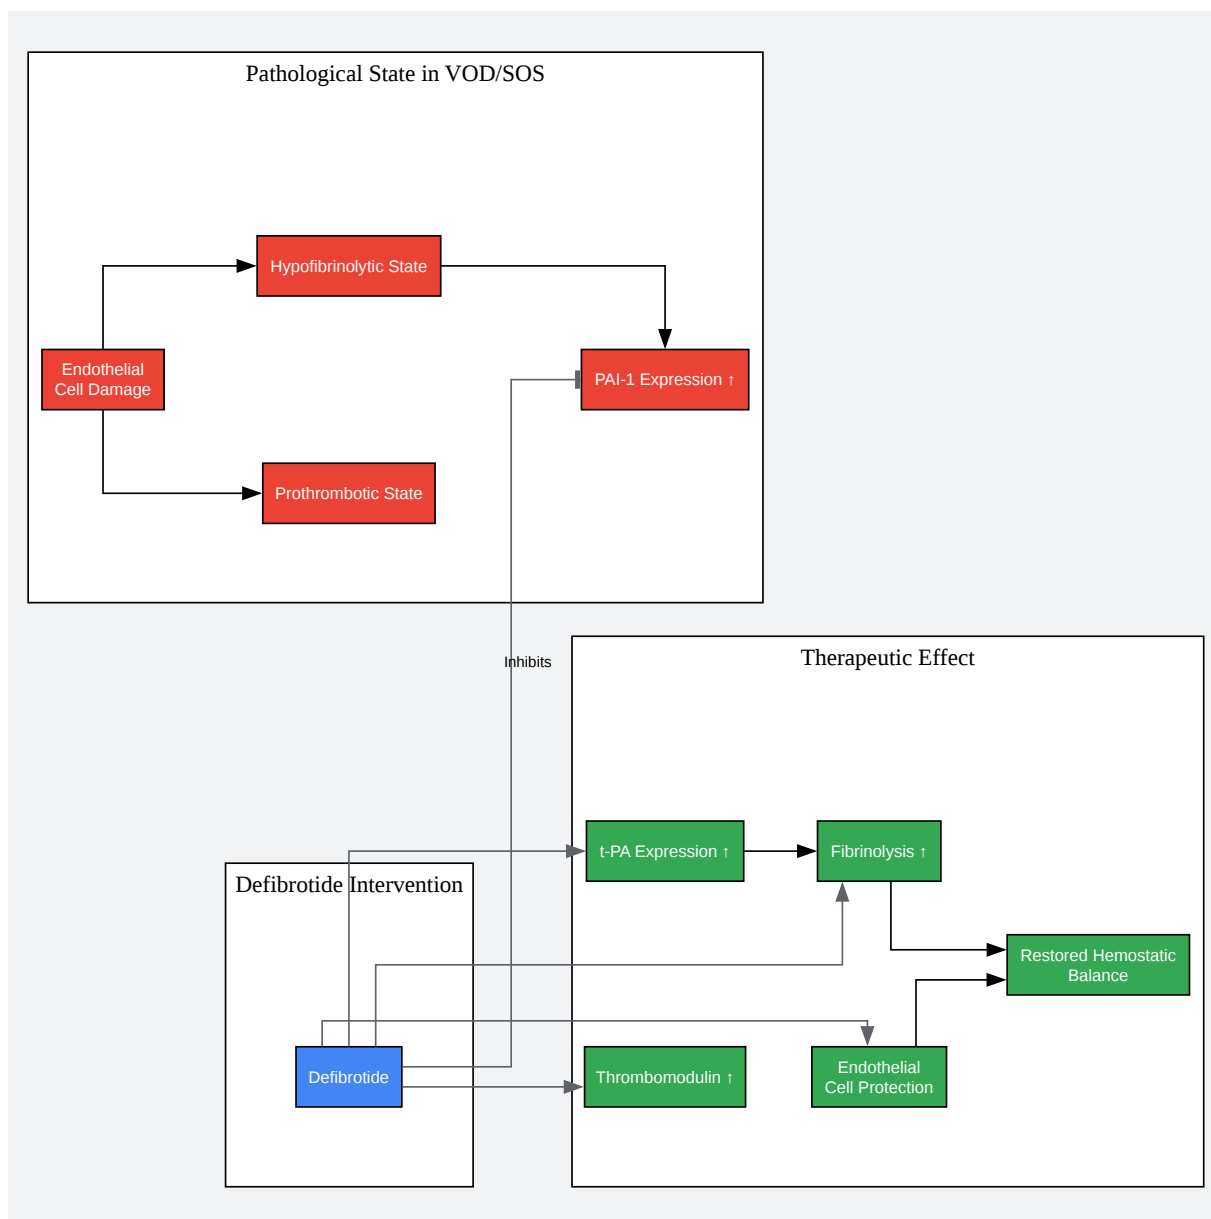 Pathological State in VOD/SOS
Hypofibrinolytic State
Endothelial
Cell Damage
PAI-1 Expression ↑
Prothrombotic State
Inhibits
Therapeutic Effect
t-PA Expression ↑
Fibrinolysis ↑
Defibrotide Intervention
Restored Hemostatic
Balance
Defibrotide
Thrombomodulin ↑
Endothelial
Cell Protection